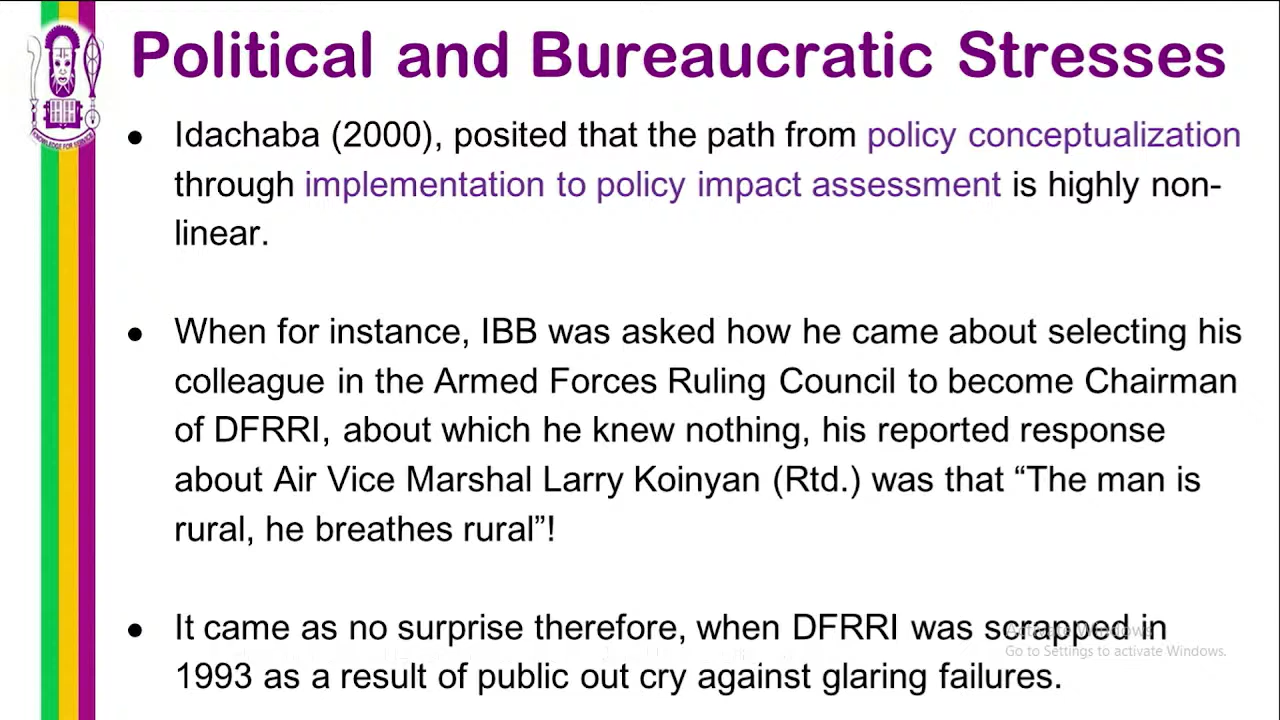 Political and Bureaucratic Stresses
● Idachaba (2000), posited that the path from policy conceptualization
through implementation to policy impact assessment is highly non-
linear.
● When for instance, IBB was asked how he came about selecting his
colleague in the Armed Forces Ruling Council to become Chairman
of DFRRI, about which he knew nothing, his reported response
about Air Vice Marshal Larry Koinyan (Rtd.) was that “The man is
rural, he breathes rural”!
● It came as no surprise therefore, when DFRRI was scrapped in
1993 as a result of public out cry against glaring failures.
Activate Windows
Go to Settings to activate Windows.
KNOWLEDGE FOR SERVICE